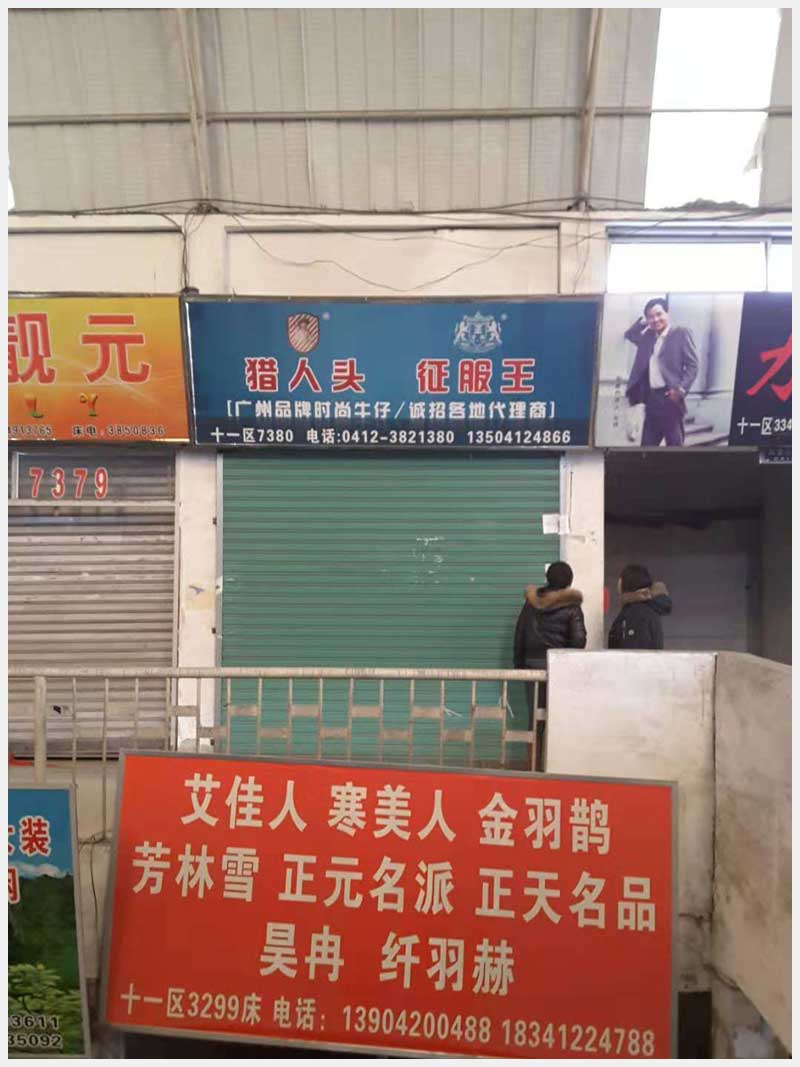 靓元
床电:3850836
7379
猎人头 征服王
[广州品牌时尚牛仔/诚招各地代理商]
十一区7380 电话:0412-3821380 13504124866
十一区334
艾佳人 寒美人 金羽鹊
芳林雪 正元名派 正天名品
昊冉 纤羽赫
十一区3299床 电话：13904200488 18341224788
女装
3611
35092